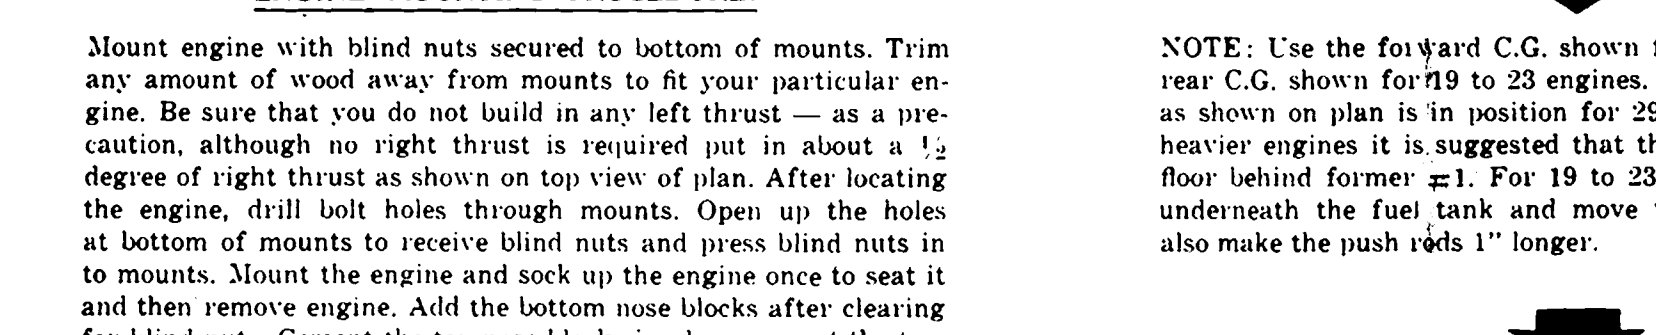 Mount engine with blind nuts secured to bottom of mounts. Trim
any amount of wood away from mounts to fit your particular en-
gine. Be sure that you do not build in any left thrust — as a pre-
caution, although no right thrust is required put in about a ½
degree of right thrust as shown on top view of plan. After locating
the engine, drill bolt holes through mounts. Open up the holes
at bottom of mounts to receive blind nuts and press blind nuts in
to mounts. Mount the engine and sock up the engine once to seat it
and then remove engine. Add the bottom nose blocks after clearing
NOTE: Use the forward C.G. shown
rear C.G. shown for 19 to 23 engines.
as shown on plan is in position for 29
heavier engines it is suggested that
floor behind former #1. For 19 to 23
underneath the fuel tank and move
also make the push rods 1" longer.